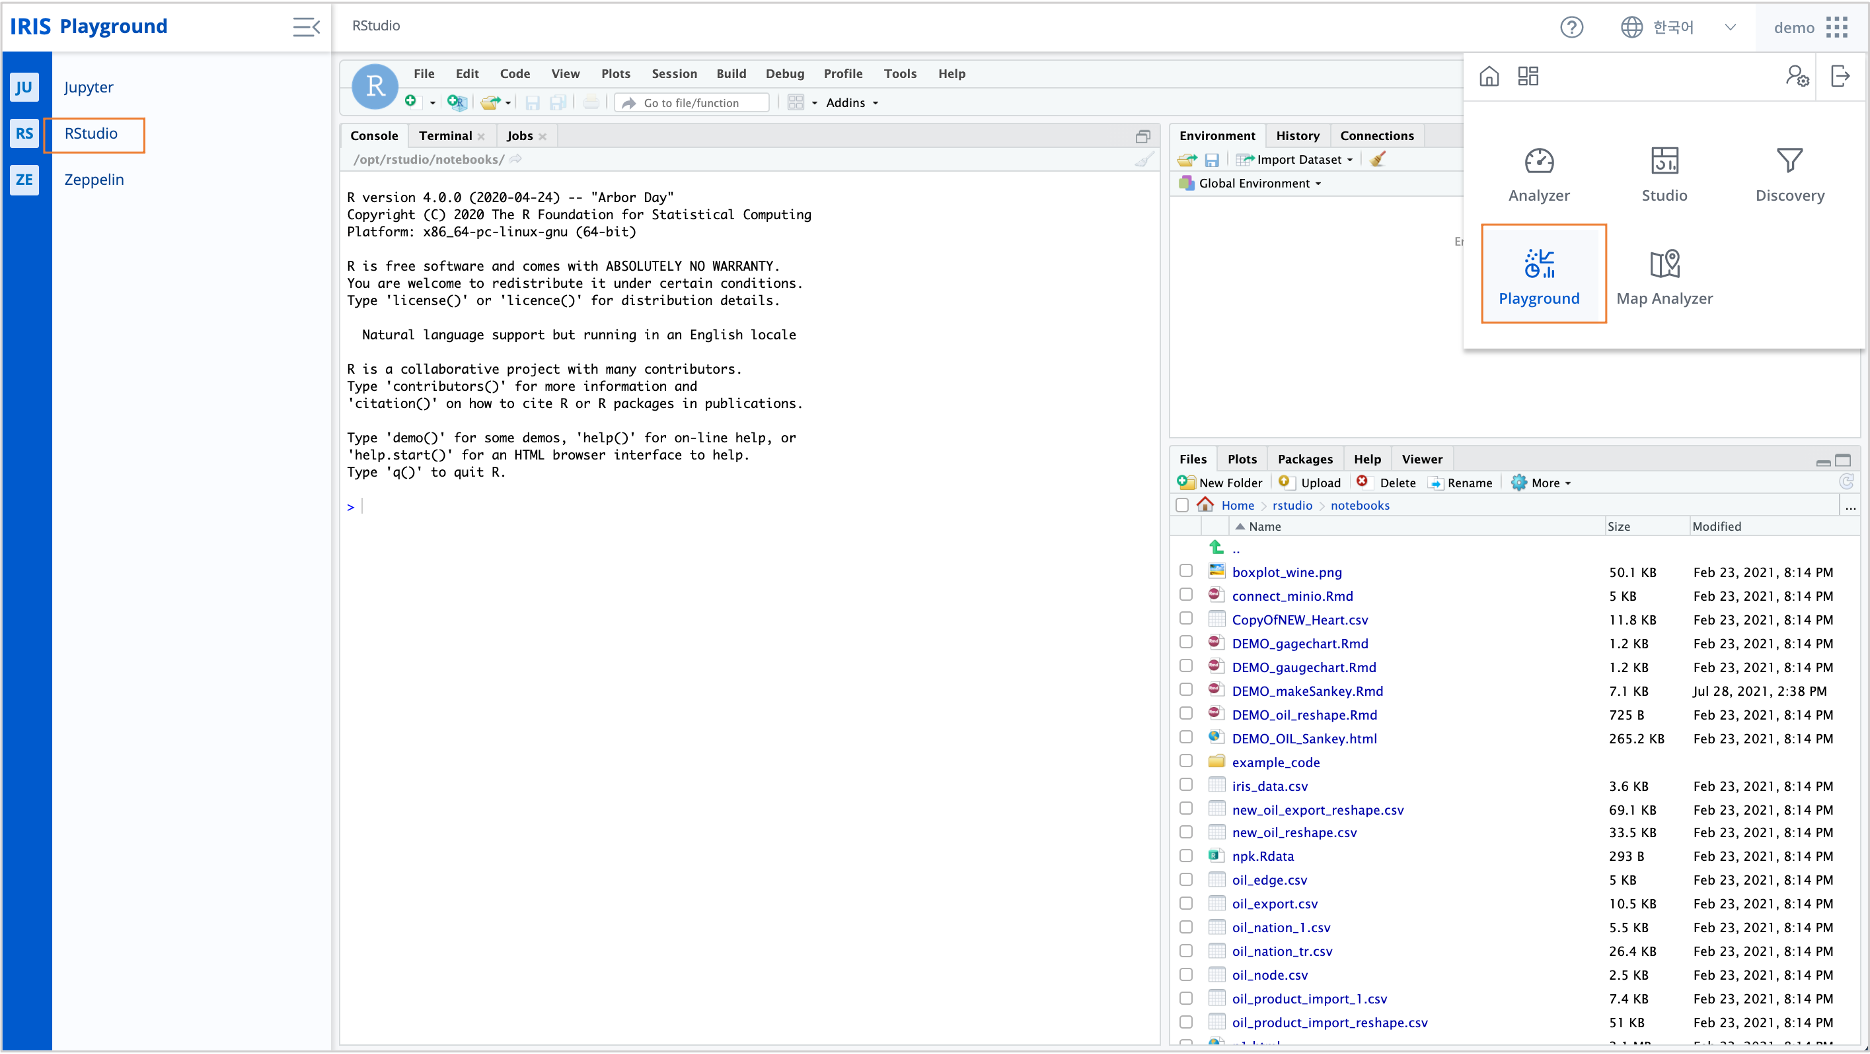 IRIS Playground
RStudio
한국어
demo
JU
Jupyter
RS
RStudio
ZE
Zeppelin
R
File Edit Code View Plots Session Build Debug Profile Tools Help
Go to file/function
Addins
Console Terminal Jobs
/opt/rstudio/notebooks/
R version 4.0.0 (2020-04-24) -- "Arbor Day"
Copyright (C) 2020 The R Foundation for Statistical Computing
Platform: x86_64-pc-linux-gnu (64-bit)
R is free software and comes with ABSOLUTELY NO WARRANTY.
You are welcome to redistribute it under certain conditions.
Type 'license()' or 'licence()' for distribution details.
Natural language support but running in an English locale
R is a collaborative project with many contributors.
Type 'contributors()' for more information and
'citation()' on how to cite R or R packages in publications.
Type 'demo()' for some demos, 'help()' for on-line help, or
'help.start()' for an HTML browser interface to help.
Type 'q()' to quit R.
>
Environment History Connections
Import Dataset
Global Environment
Analyzer
Studio
Discovery
Playground
Map Analyzer
Files Plots Packages Help Viewer
New Folder Upload Delete Rename More
Home rstudio notebooks ...
Name Size Modified
..
boxplot_wine.png 50.1 KB Feb 23, 2021, 8:14 PM
connect_minio.Rmd 5 KB Feb 23, 2021, 8:14 PM
CopyOfNEW_Heart.csv 11.8 KB Feb 23, 2021, 8:14 PM
DEMO_gagechart.Rmd 1.2 KB Feb 23, 2021, 8:14 PM
DEMO_gaugechart.Rmd 1.2 KB Feb 23, 2021, 8:14 PM
DEMO_makeSankey.Rmd 7.1 KB Jul 28, 2021, 2:38 PM
DEMO_oil_reshape.Rmd 725 B Feb 23, 2021, 8:14 PM
DEMO_OIL_Sankey.html 265.2 KB Feb 23, 2021, 8:14 PM
example_code
iris_data.csv 3.6 KB Feb 23, 2021, 8:14 PM
new_oil_export_reshape.csv 69.1 KB Feb 23, 2021, 8:14 PM
new_oil_reshape.csv 33.5 KB Feb 23, 2021, 8:14 PM
npk.Rdata 293 B Feb 23, 2021, 8:14 PM
oil_edge.csv 5 KB Feb 23, 2021, 8:14 PM
oil_export.csv 10.5 KB Feb 23, 2021, 8:14 PM
oil_nation_1.csv 5.5 KB Feb 23, 2021, 8:14 PM
oil_nation_tr.csv 26.4 KB Feb 23, 2021, 8:14 PM
oil_node.csv 2.5 KB Feb 23, 2021, 8:14 PM
oil_product_import_1.csv 7.4 KB Feb 23, 2021, 8:14 PM
oil_product_import_reshape.csv 51 KB Feb 23, 2021, 8:14 PM